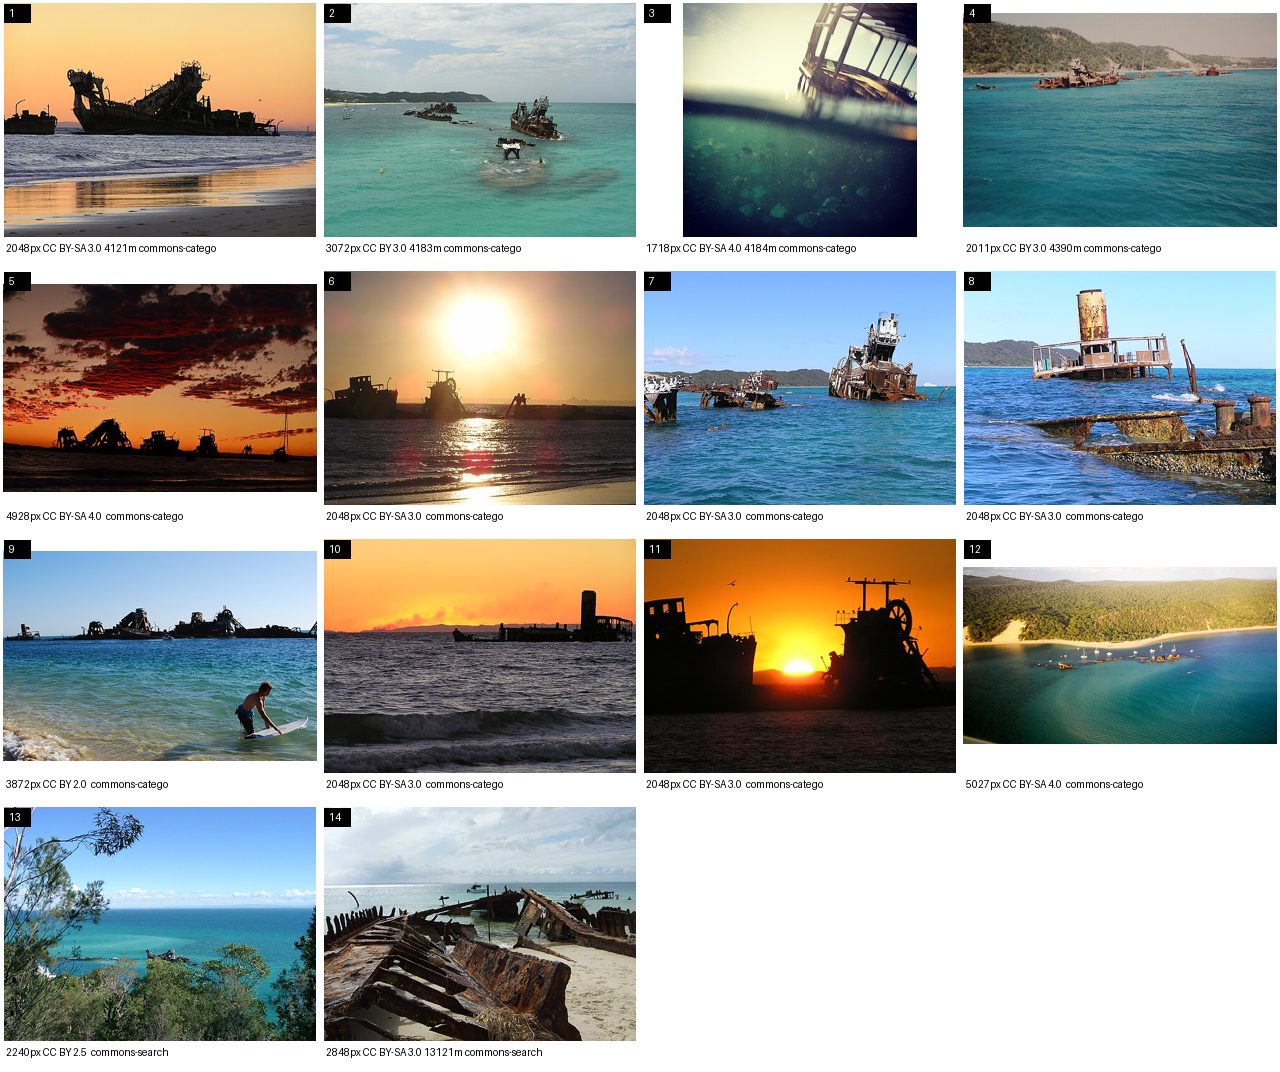 1
2
3
4
2048px CC BY-SA 3.0 4121m commons-catego
3072px CC BY 3.0 4183m commons-catego
1718px CC BY-SA 4.0 4184m commons-catego
2011px CC BY 3.0 4390m commons-catego
5
6
7
8
4928px CC BY-SA 4.0 commons-catego
2048px CC BY-SA 3.0 commons-catego
2048px CC BY-SA 3.0 commons-catego
2048px CC BY-SA 3.0 commons-catego
9
10
11
12
3872px CC BY 2.0 commons-catego
2048px CC BY-SA 3.0 commons-catego
2048px CC BY-SA 3.0 commons-catego
5027px CC BY-SA 4.0 commons-catego
13
14
2240px CC BY 2.5 commons-search
2848px CC BY-SA 3.0 13121m commons-search